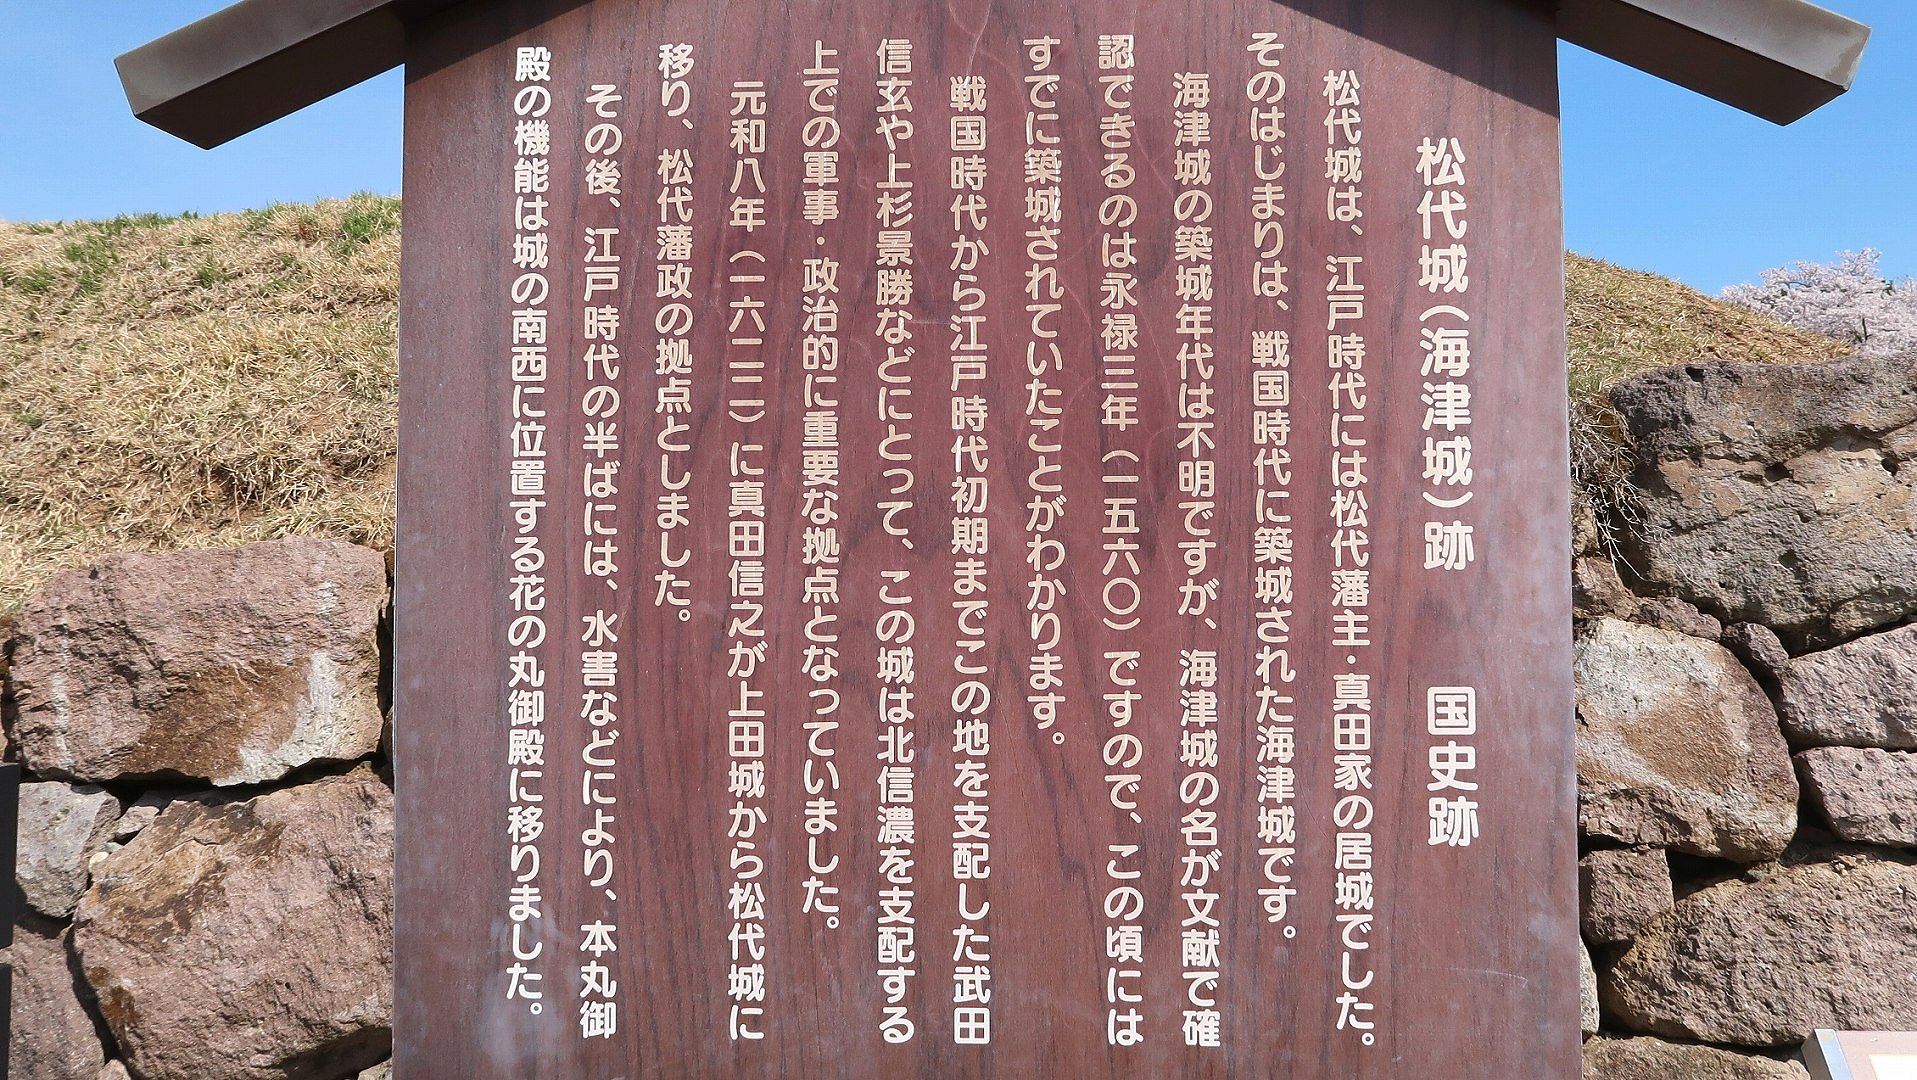 松代城（海津城）跡　国史跡
松代城は、江戸時代には松代藩主・真田家の居城でした。
そのはじまりは、戦国時代に築城された海津城です。
海津城の築城年代は不明ですが、海津城の名が文献で確
認できるのは永禄三年（一五六〇）ですので、この頃には
すでに築城されていたことがわかります。
戦国時代から江戸時代初期までこの地を支配した武田
信玄や上杉景勝などにとって、この城は北信濃を支配する
上での軍事・政治的に重要な拠点となっていました。
元和八年（一六二二）に真田信之が上田城から松代城に
移り、松代藩政の拠点としました。
その後、江戸時代の半ばには、水害などにより、本丸御
殿の機能は城の南西に位置する花の丸御殿に移りました。